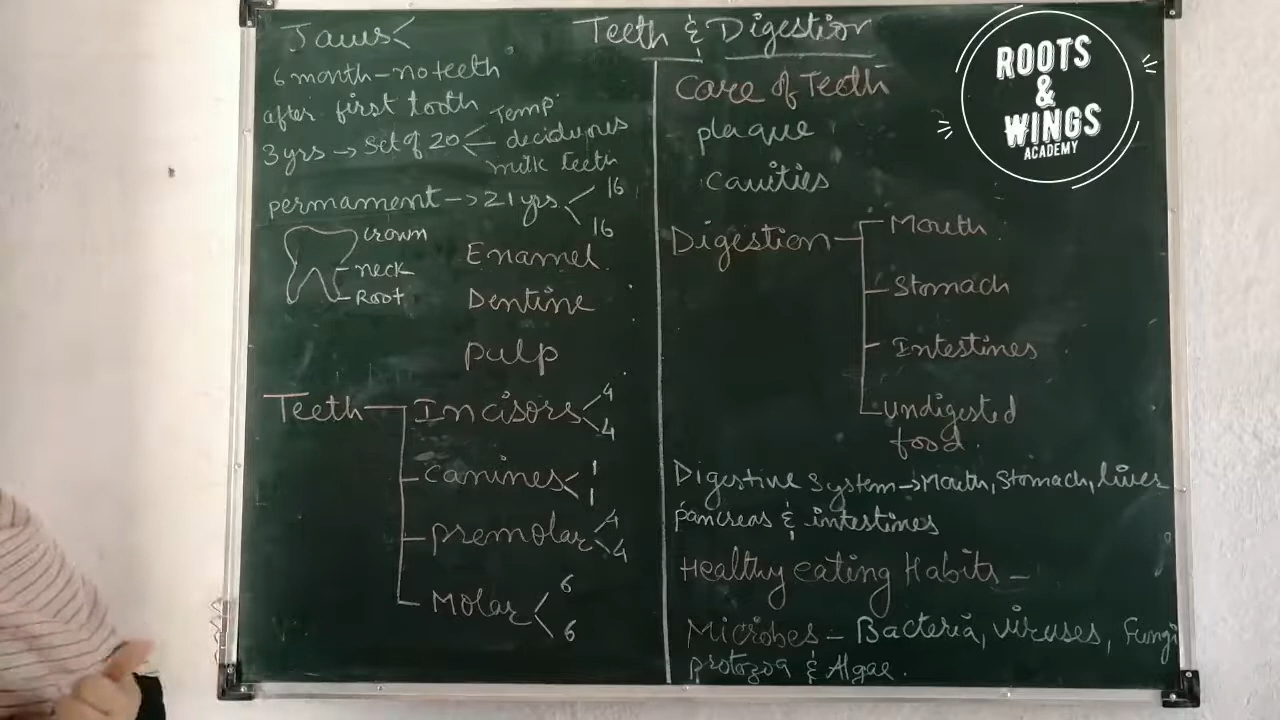 Teeth & Digestion
Jaws
6 month - no teeth
after first tooth
3 yrs → Set of 20
Temp.
deciduous
milk teeth
permament → 21 yrs
16
16
crown
neck
Root
Enamel
Dentine
pulp
Teeth
Incisors
4
4
canines
1
1
premolar
4
4
Molar
6
6
Care of Teeth
plaque
cavities
Digestion
Mouth
Stomach
Intestines
undigested
food
Digestive System → Mouth, Stomach, liver
pancreas & intestines
Healthy eating Habits -
Microbes - Bacteria, viruses, Fungi
protozoa & Algae.
ROOTS
&
WINGS
ACADEMY